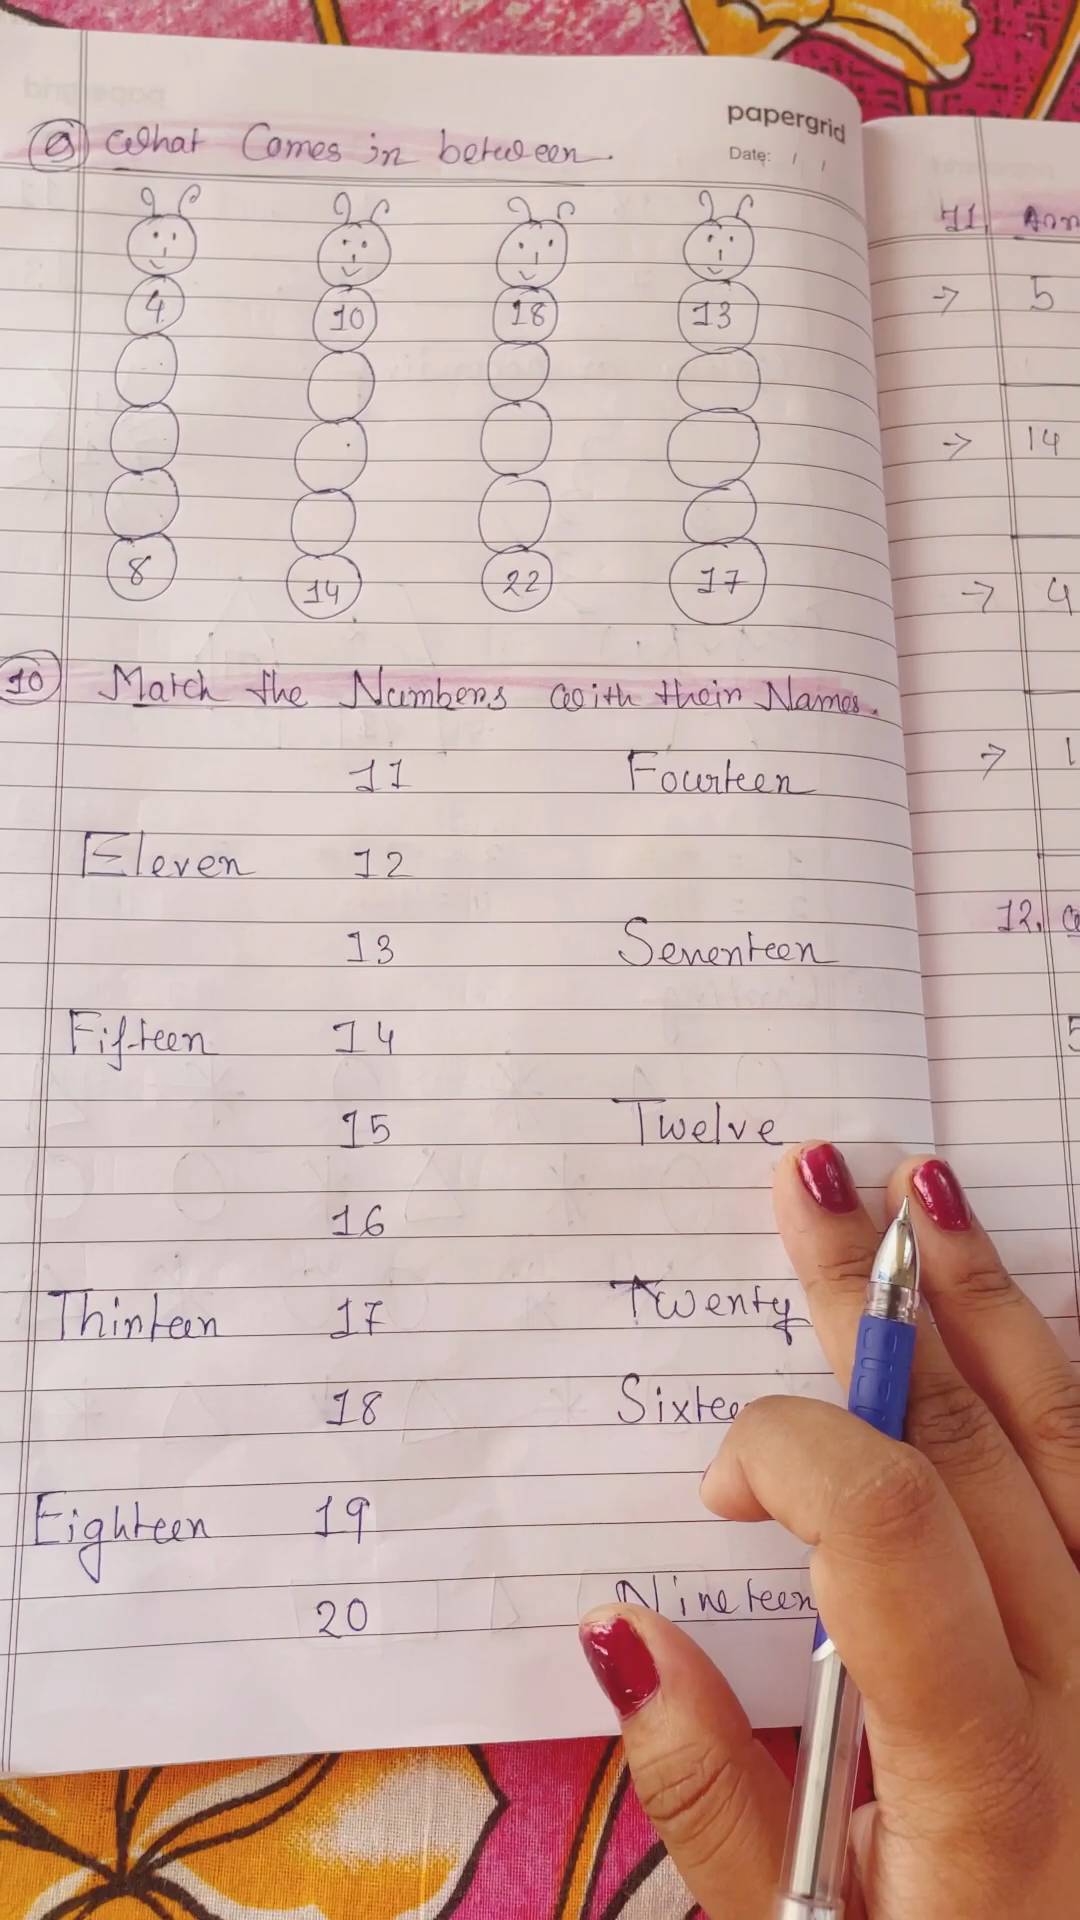 papergrid
Date: / /
9 What Comes in between.
4 10 18 13
8 14 22 17
10 Match the Numbers with their Names.
11 Fourteen
Eleven 12
13 Seventeen
Fifteen 14
15 Twelve
16
Thirteen 17 Twenty
18
Eighteen 19
20 Nineteen
11.
→ 5
→ 14
→ 4
→ 1
12.
5